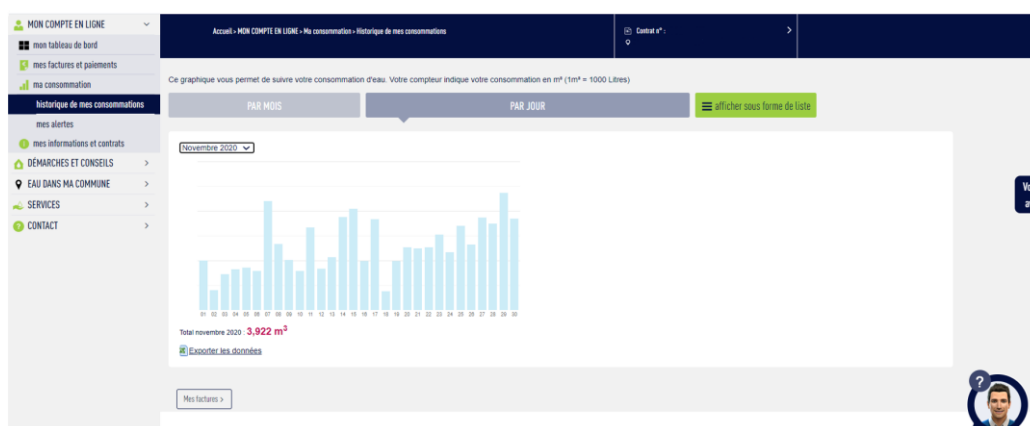 MON COMPTE EN LIGNE
mon tableau de bord
mes factures et paiements
ma consommation
historique de mes consommations
mes alertes
mes informations et contrats
DÉMARCHES ET CONSEILS
EAU DANS MA COMMUNE
SERVICES
CONTACT
Accueil > MON COMPTE EN LIGNE > Ma consommation > Historique de mes consommations
Contrat n° :
Ce graphique vous permet de suivre votre consommation d'eau. Votre compteur indique votre consommation en m³ (1m³ = 1000 Litres)
PAR MOIS
PAR JOUR
afficher sous forme de liste
Novembre 2020
01 02 03 04 05 06 07 08 09 10 11 12 13 14 15 16 17 18 19 20 21 22 23 24 25 26 27 28 29 30
Total novembre 2020 : 3,922 m³
Exporter les données
Mes factures >
Vo
a
?